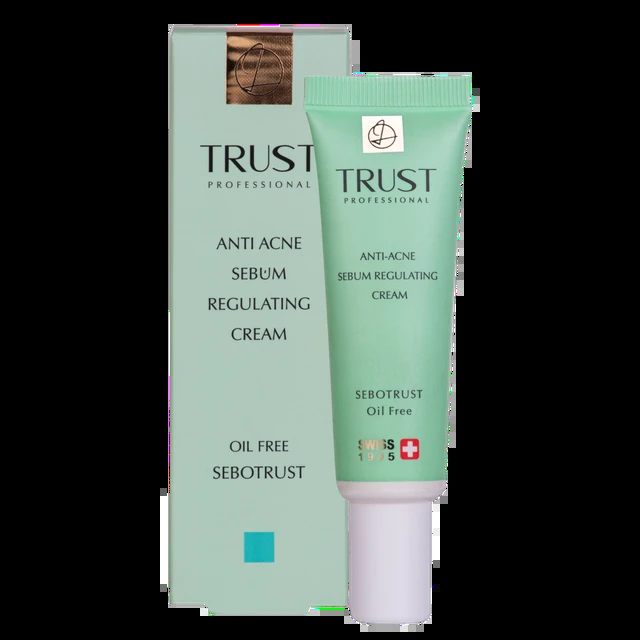 TRUST
PROFESSIONAL
ANTI ACNE
SEBUM
REGULATING
CREAM
OIL FREE
SEBOTRUST
TRUST
PROFESSIONAL
ANTI-ACNE
SEBUM REGULATING
CREAM
SEBOTRUST
Oil Free
SWISS
1905